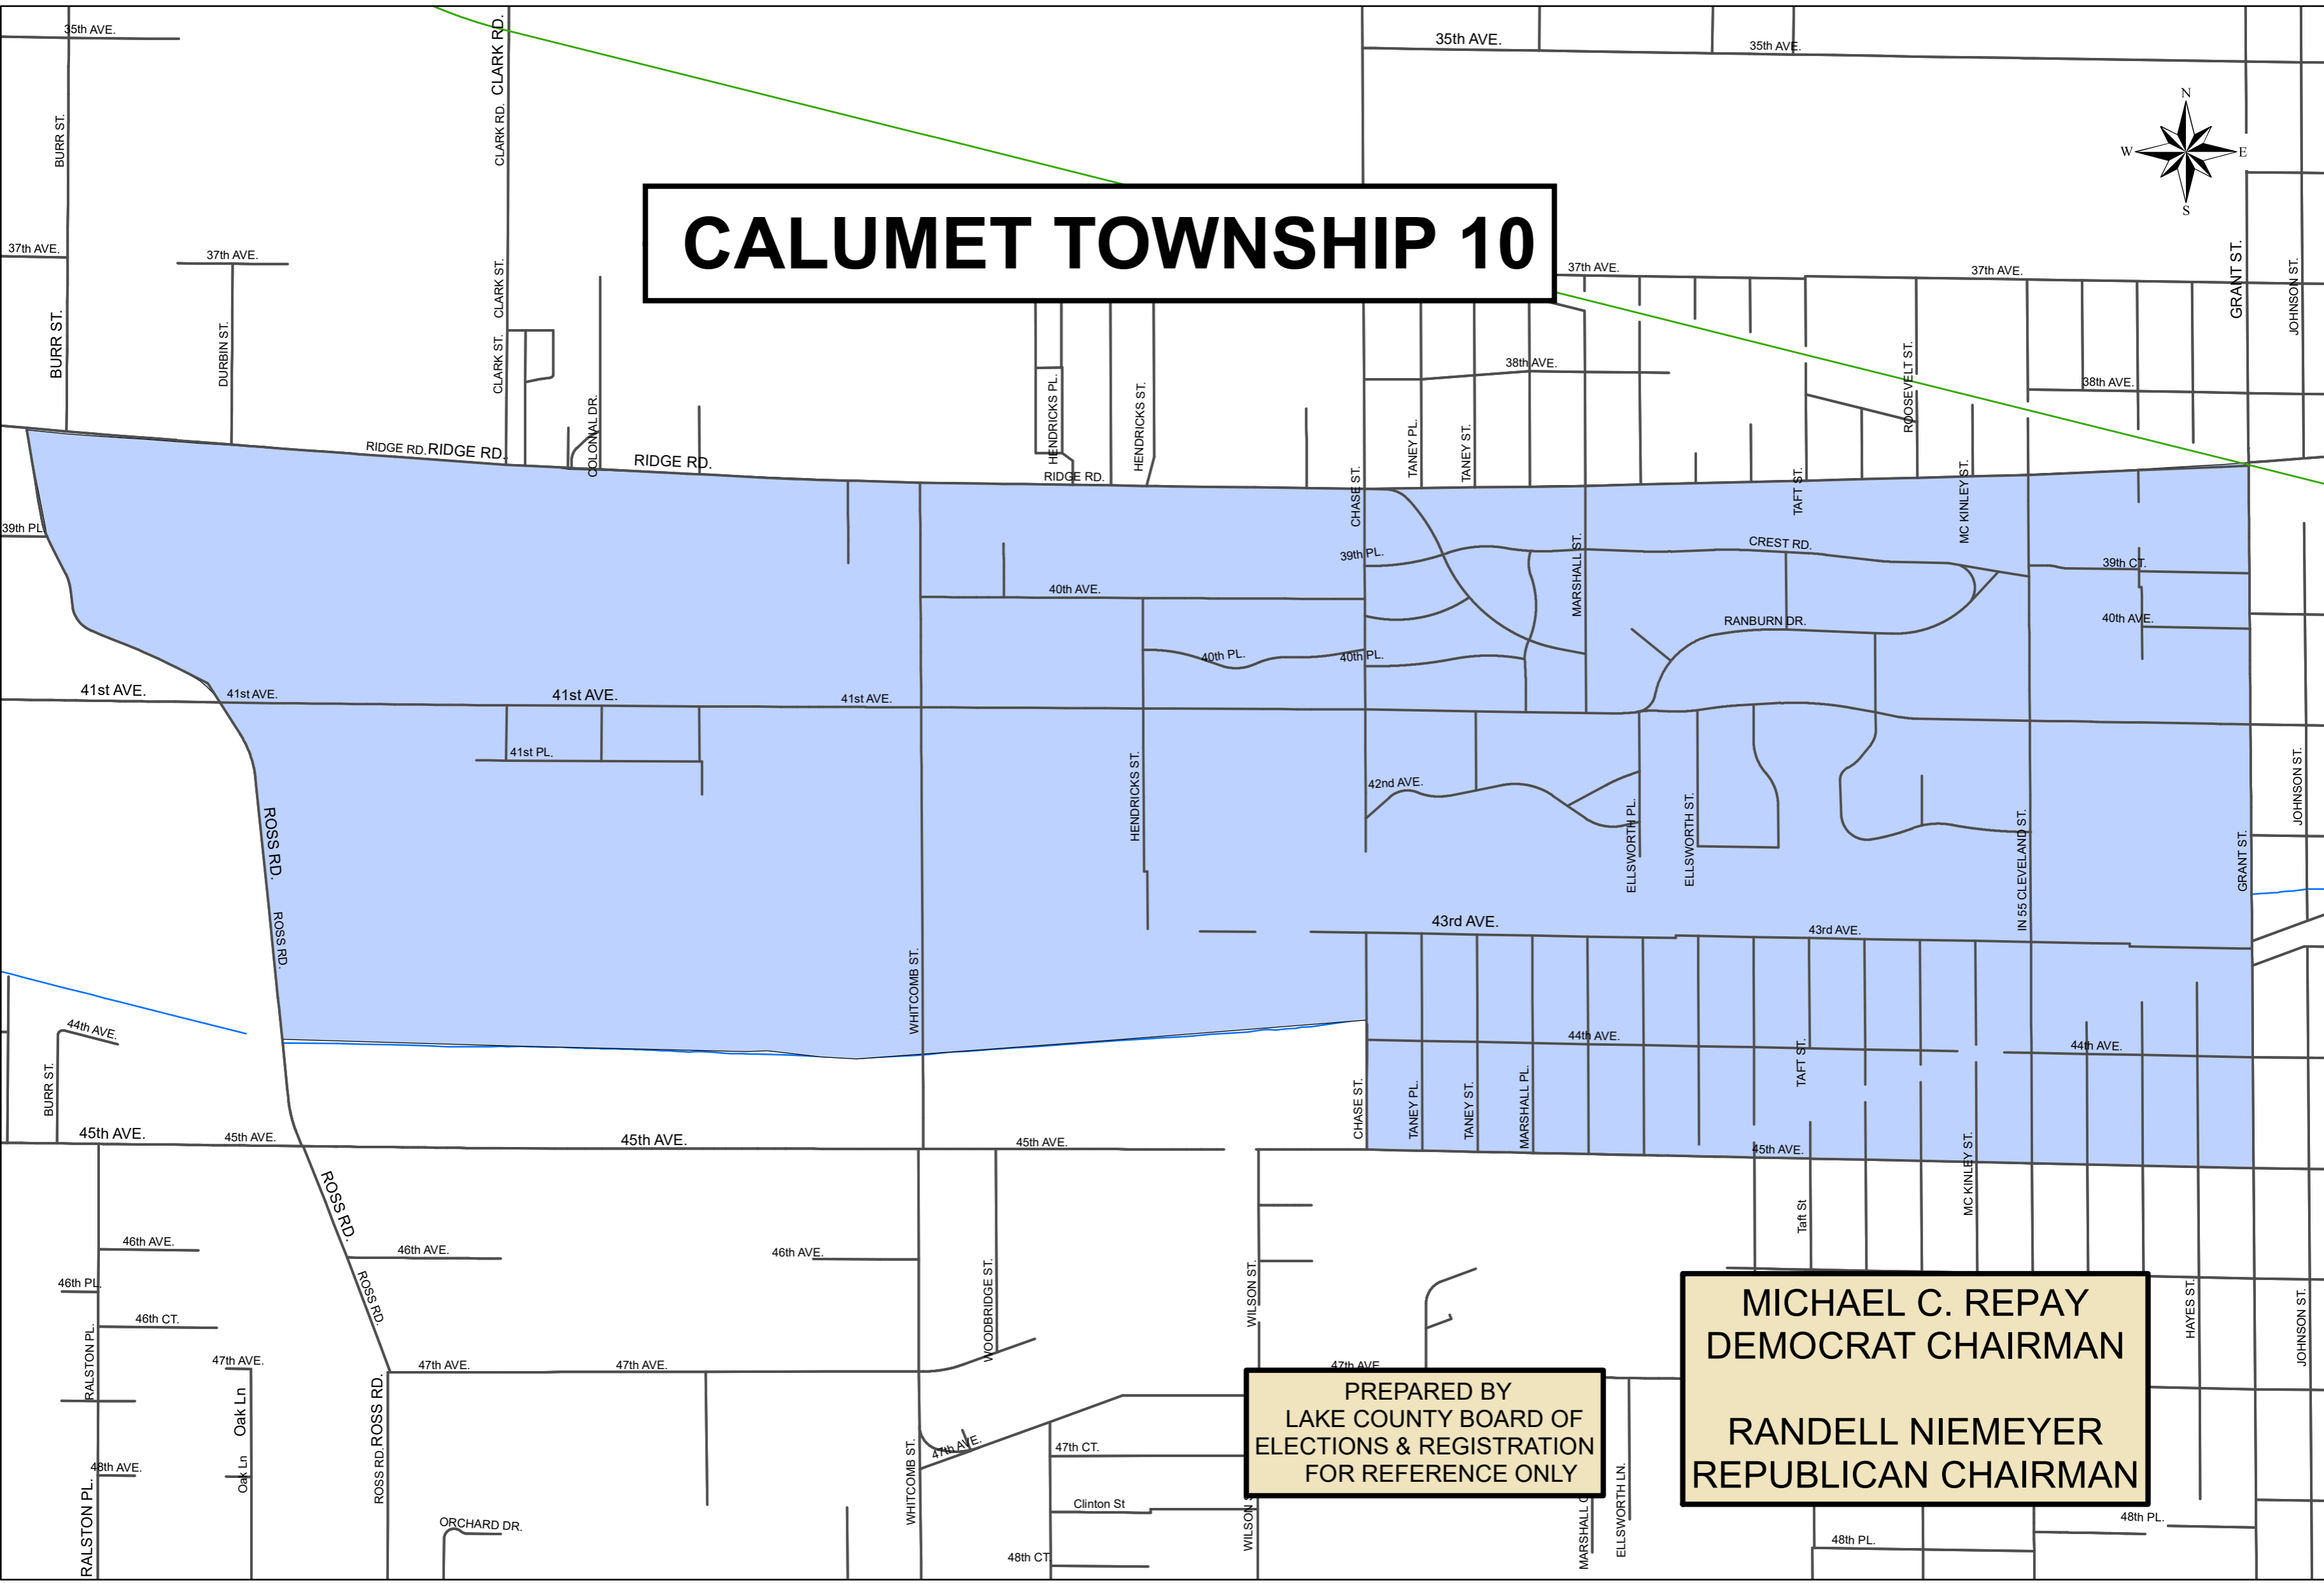 35th AVE.
CLARK RD.
35th AVE.
35th AVE.
N
W
E
S
BURR ST.
CLARK RD.
CALUMET TOWNSHIP 10
37th AVE.
37th AVE.
CLARK ST.
37th AVE.
37th AVE.
GRANT ST.
JOHNSON ST.
BURR ST.
DURBIN ST.
CLARK ST.
COLONIAL DR.
HENDRICKS PL.
HENDRICKS ST.
38th AVE.
38th AVE.
ROOSEVELT ST.
TANEY PL.
TANEY ST.
RIDGE RD.
RIDGE RD.
RIDGE RD.
RIDGE RD.
CHASE ST.
TAFT ST.
MC KINLEY ST.
39th PL.
39th PL.
MARSHALL ST.
CREST RD.
39th CT.
40th AVE.
RANBURN DR.
40th AVE.
40th PL.
40th PL.
41st AVE.
41st AVE.
41st AVE.
41st AVE.
41st PL.
HENDRICKS ST.
42nd AVE.
ELLSWORTH PL.
ELLSWORTH ST.
IN 55 CLEVELAND ST.
GRANT ST.
JOHNSON ST.
ROSS RD.
ROSS RD.
WHITCOMB ST.
43rd AVE.
43rd AVE.
44th AVE.
44th AVE.
44th AVE.
BURR ST.
CHASE ST.
TANEY PL.
TANEY ST.
MARSHALL PL.
TAFT ST.
MC KINLEY ST.
45th AVE.
45th AVE.
45th AVE.
45th AVE.
45th AVE.
ROSS RD.
Taft St
46th AVE.
46th AVE.
46th AVE.
46th PL.
46th CT.
ROSS RD.
RALSTON PL.
WOODBRIDGE ST.
WILSON ST.
HAYES ST.
JOHNSON ST.
47th AVE.
47th AVE.
47th AVE.
47th AVE
47th AVE.
47th CT.
Oak Ln
Oak Ln
ROSS RD.
ROSS RD.
48th AVE.
RALSTON PL.
WHITCOMB ST.
ORCHARD DR.
Clinton St
48th CT.
WILSON S
MARSHALL C
ELLSWORTH LN.
48th PL.
48th PL.
PREPARED BY
LAKE COUNTY BOARD OF
ELECTIONS & REGISTRATION
FOR REFERENCE ONLY
MICHAEL C. REPAY
DEMOCRAT CHAIRMAN
RANDELL NIEMEYER
REPUBLICAN CHAIRMAN